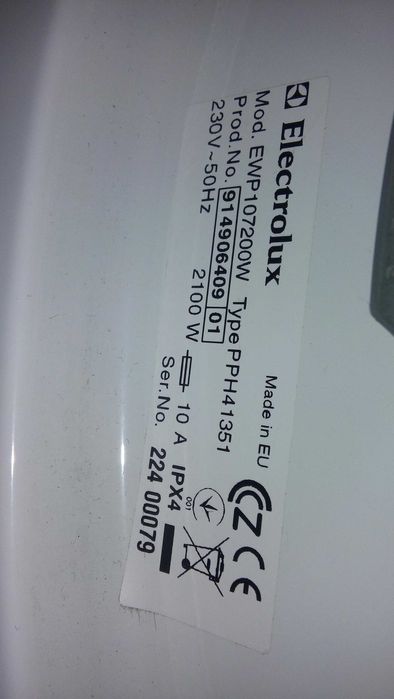 Electrolux Made in EU
Mod. EWP107200W Type PPH41351
Prod.No. 914906409 01
230V~50Hz 2100 W 10 A IPX4
001
Ser.No. 224 00079